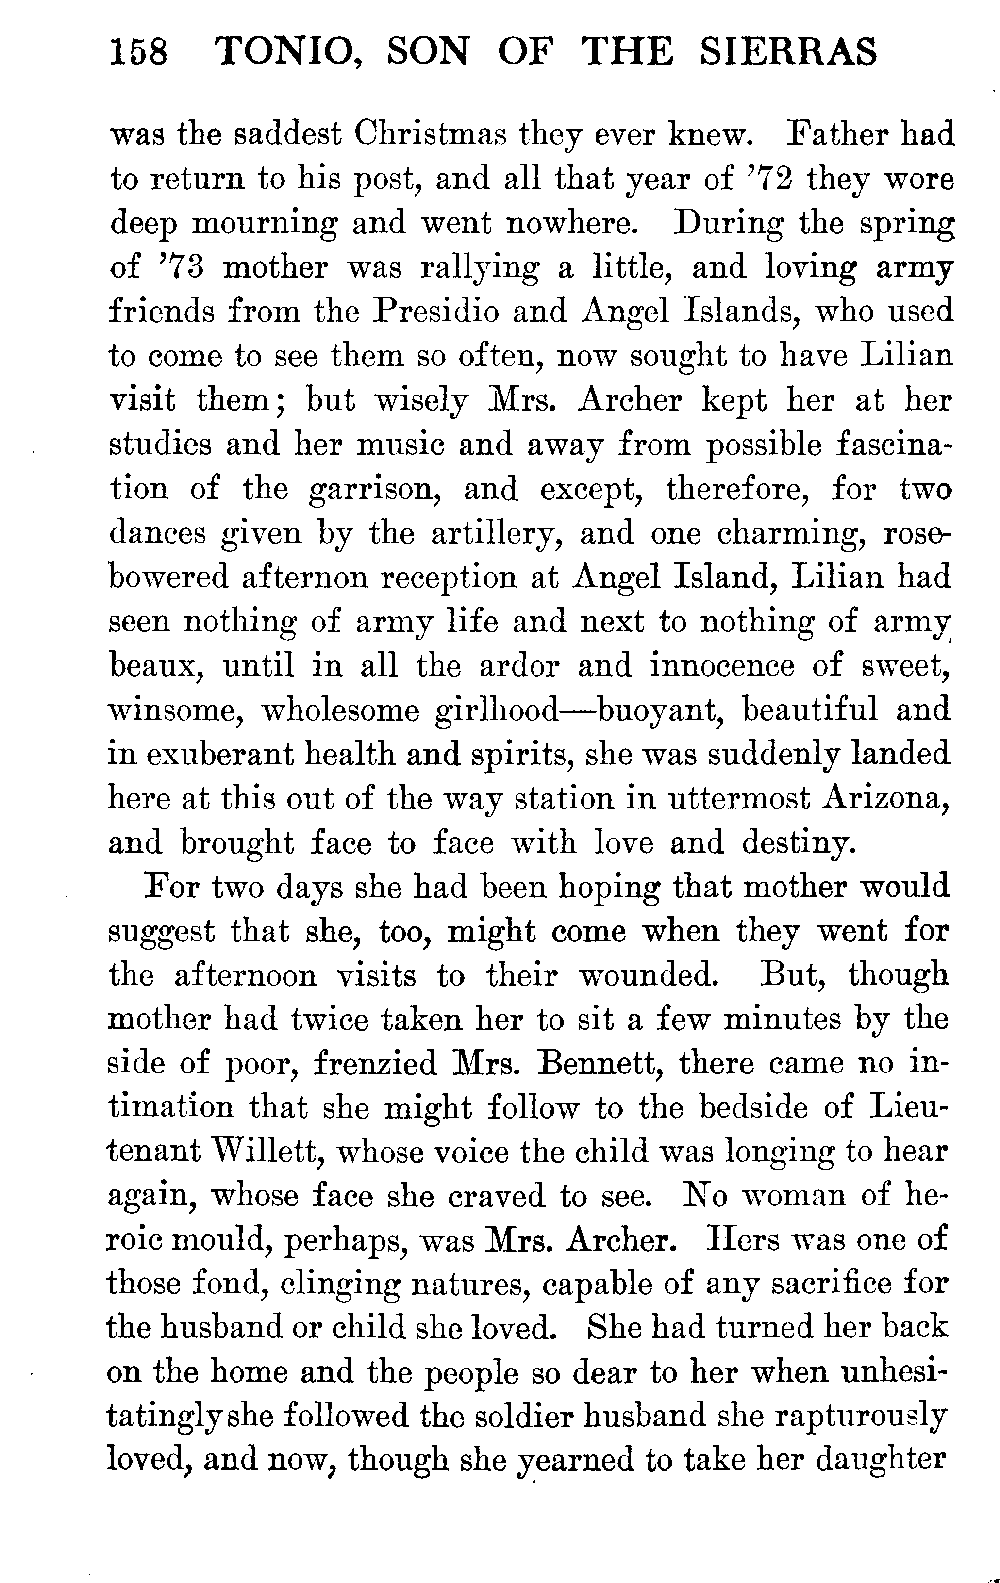 158 TONIO, SON OF THE SIERRAS
was the saddest Christmas they ever knew. Father had
to return to his post, and all that year of ’72 they wore
deep mourning and went nowhere. During the spring
of ’73 mother was rallying a little, and loving army
friends from the Presidio and Angel Islands, who used
to come to see them so often, now sought to have Lilian
visit them; but wisely Mrs. Archer kept her at her
studies and her music and away from possible fascina-
tion of the garrison, and except, therefore, for two
dances given by the artillery, and one charming, rose-
bowered afternon reception at Angel Island, Lilian had
seen nothing of army life and next to nothing of army
beaux, until in all the ardor and innocence of sweet,
winsome, wholesome girlhood—buoyant, beautiful and
in exuberant health and spirits, she was suddenly landed
here at this out of the way station in uttermost Arizona,
and brought face to face with love and destiny.
For two days she had been hoping that mother would
suggest that she, too, might come when they went for
the afternoon visits to their wounded. But, though
mother had twice taken her to sit a few minutes by the
side of poor, frenzied Mrs. Bennett, there came no in-
timation that she might follow to the bedside of Lieu-
tenant Willett, whose voice the child was longing to hear
again, whose face she craved to see. No woman of he-
roic mould, perhaps, was Mrs. Archer. Hers was one of
those fond, clinging natures, capable of any sacrifice for
the husband or child she loved. She had turned her back
on the home and the people so dear to her when unhesi-
tatingly she followed the soldier husband she rapturously
loved, and now, though she yearned to take her daughter